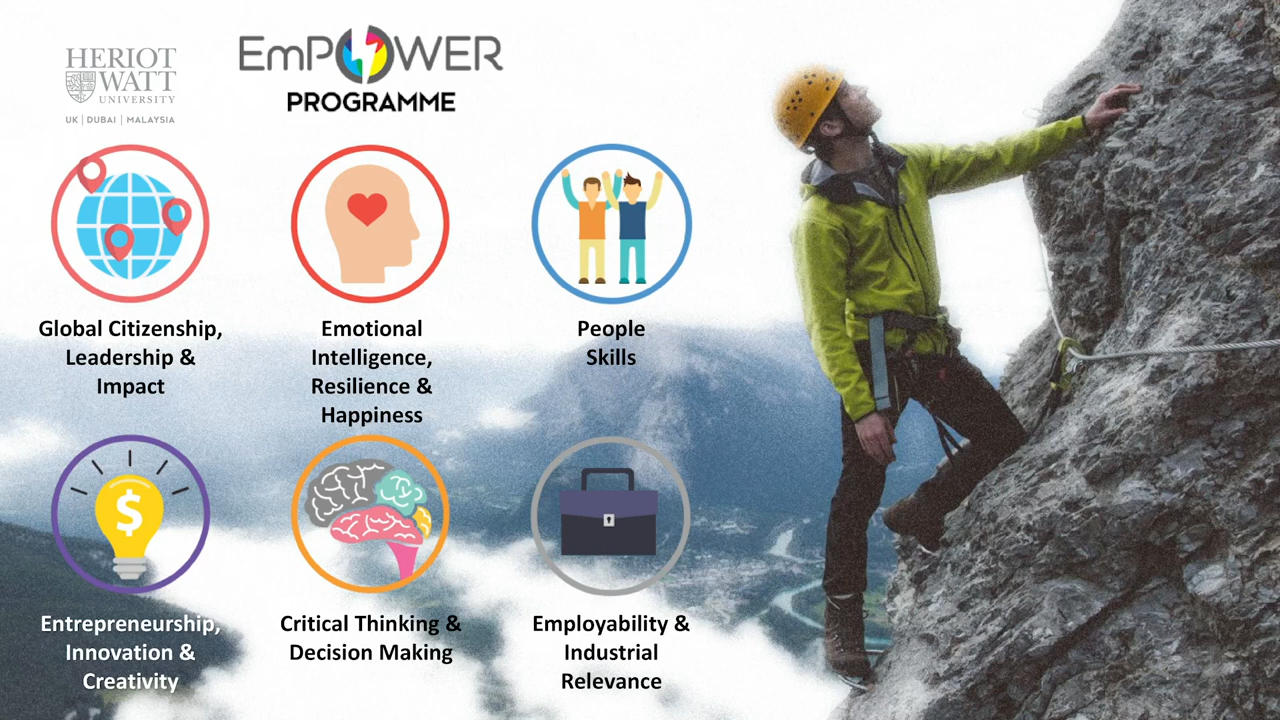 HERIOT
WATT
UNIVERSITY
UK | DUBAI | MALAYSIA
EmPOWER
PROGRAMME
Global Citizenship,
Leadership &
Impact
Emotional
Intelligence,
Resilience &
Happiness
People
Skills
$
Entrepreneurship,
Innovation &
Creativity
Critical Thinking &
Decision Making
Employability &
Industrial
Relevance